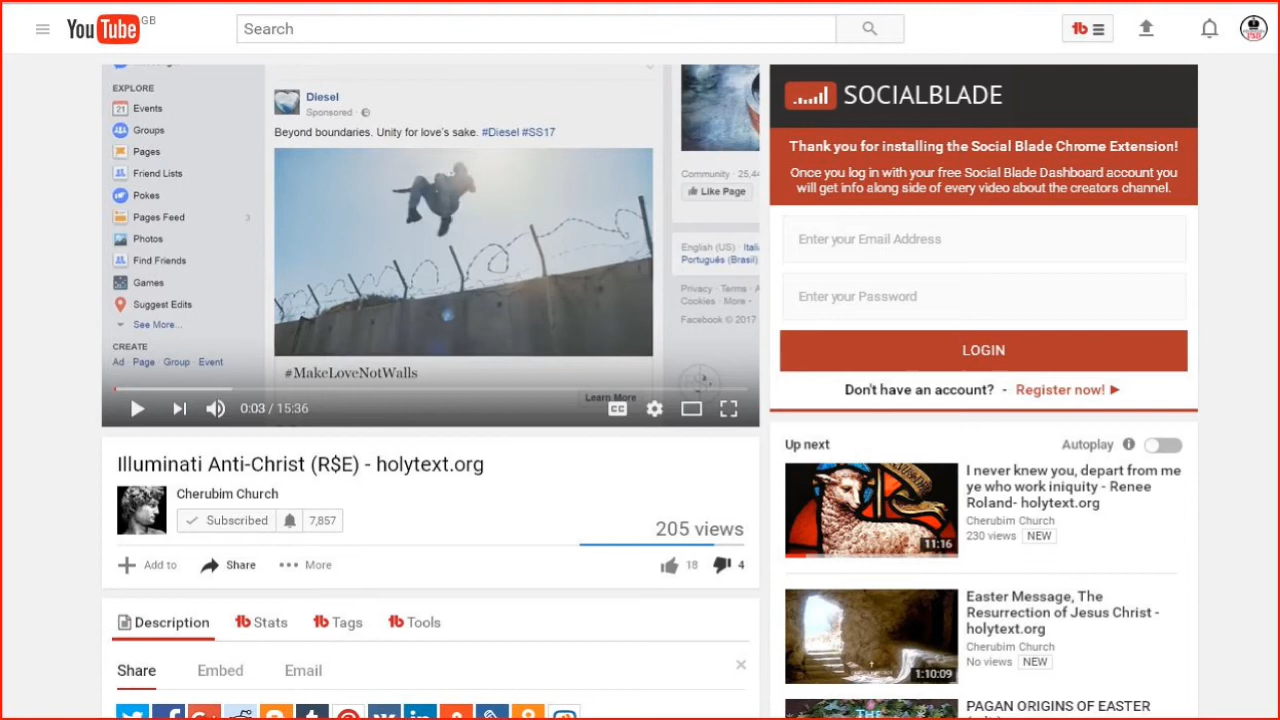 YouTube GB
Search
EXPLORE
Events
Groups
Pages
Friend Lists
Pokes
Pages Feed 3
Photos
Find Friends
Games
Suggest Edits
See More...
CREATE
Ad · Page · Group · Event
Diesel
Sponsored ·
Beyond boundaries. Unity for love's sake. #Diesel #SS17
#MakeLoveNotWalls
Learn More
Community · 25,4
Like Page
English (US) · Itali
Português (Brasil)
Privacy · Terms · A
Cookies · More
Facebook © 2017
0:03 / 15:36
CC
Illuminati Anti-Christ (R$E) - holytext.org
Cherubim Church
Subscribed 7,857
205 views
Add to Share More 18 4
Description Stats Tags Tools
Share Embed Email
SOCIALBLADE
Thank you for installing the Social Blade Chrome Extension!
Once you log in with your free Social Blade Dashboard account you
will get info along side of every video about the creators channel.
Enter your Email Address
Enter your Password
LOGIN
Don't have an account? - Register now!
Up next Autoplay
11:16
I never knew you, depart from me
ye who work iniquity - Renee
Roland- holytext.org
Cherubim Church
230 views NEW
1:10:09
Easter Message, The
Resurrection of Jesus Christ -
holytext.org
Cherubim Church
No views NEW
THE
PAGAN ORIGINS OF EASTER